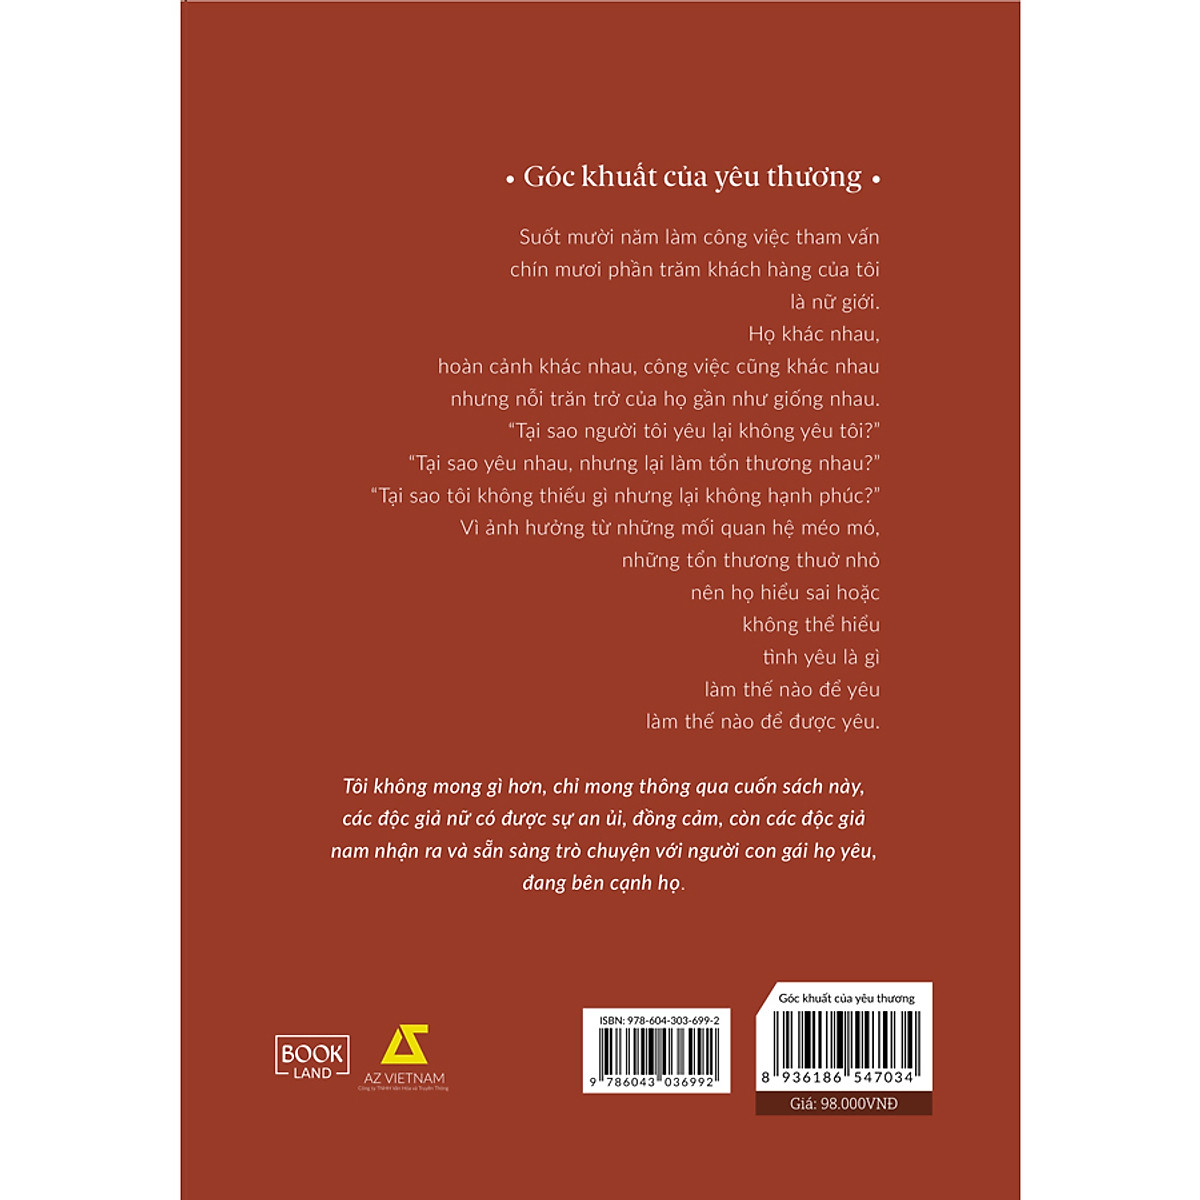 • Góc khuất của yêu thương •
Suốt mười năm làm công việc tham vấn
chín mươi phần trăm khách hàng của tôi
là nữ giới.
Họ khác nhau,
hoàn cảnh khác nhau, công việc cũng khác nhau
nhưng nỗi trăn trở của họ gần như giống nhau.
“Tại sao người tôi yêu lại không yêu tôi?”
“Tại sao yêu nhau, nhưng lại làm tổn thương nhau?”
“Tại sao tôi không thiếu gì nhưng lại không hạnh phúc?”
Vì ảnh hưởng từ những mối quan hệ méo mó,
những tổn thương thuở nhỏ
nên họ hiểu sai hoặc
không thể hiểu
tình yêu là gì
làm thế nào để yêu
làm thế nào để được yêu.
Tôi không mong gì hơn, chỉ mong thông qua cuốn sách này,
các độc giả nữ có được sự an ủi, đồng cảm, còn các độc giả
nam nhận ra và sẵn sàng trò chuyện với người con gái họ yêu,
đang bên cạnh họ.
BOOK
LAND
AZ VIETNAM
Công ty TNHH Văn Hóa và Truyền Thông
ISBN: 978-604-303-699-2
9 786043 036992
Góc khuất của yêu thương
8 936186 547034
Giá: 98.000VNĐ